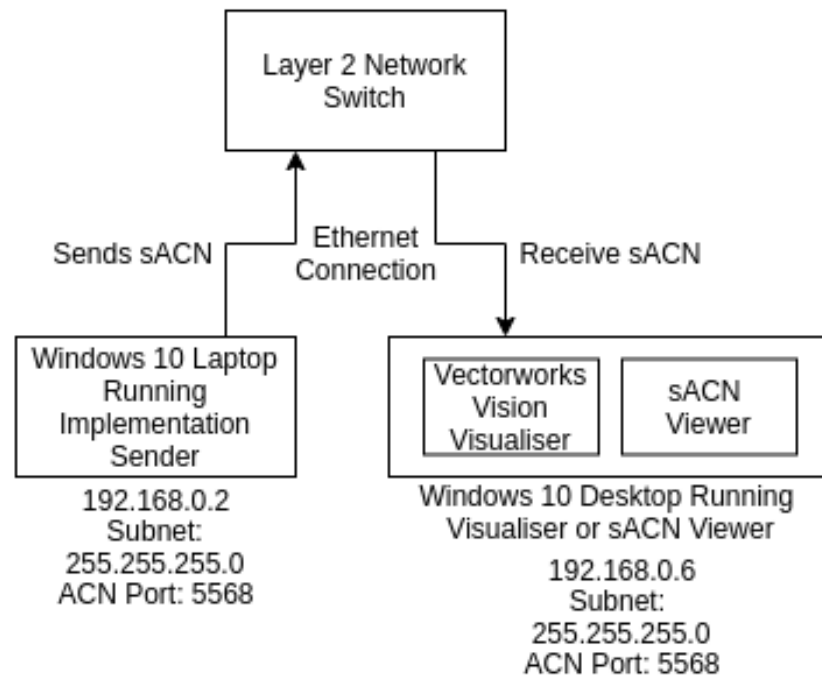 Layer 2 Network
Switch
Sends sACN
Ethernet
Connection
Receive sACN
Windows 10 Laptop
Running
Implementation
Sender
192.168.0.2
Subnet:
255.255.255.0
ACN Port: 5568
Vectorworks
Vision
Visualiser
sACN
Viewer
Windows 10 Desktop Running
Visualiser or sACN Viewer
192.168.0.6
Subnet:
255.255.255.0
ACN Port: 5568